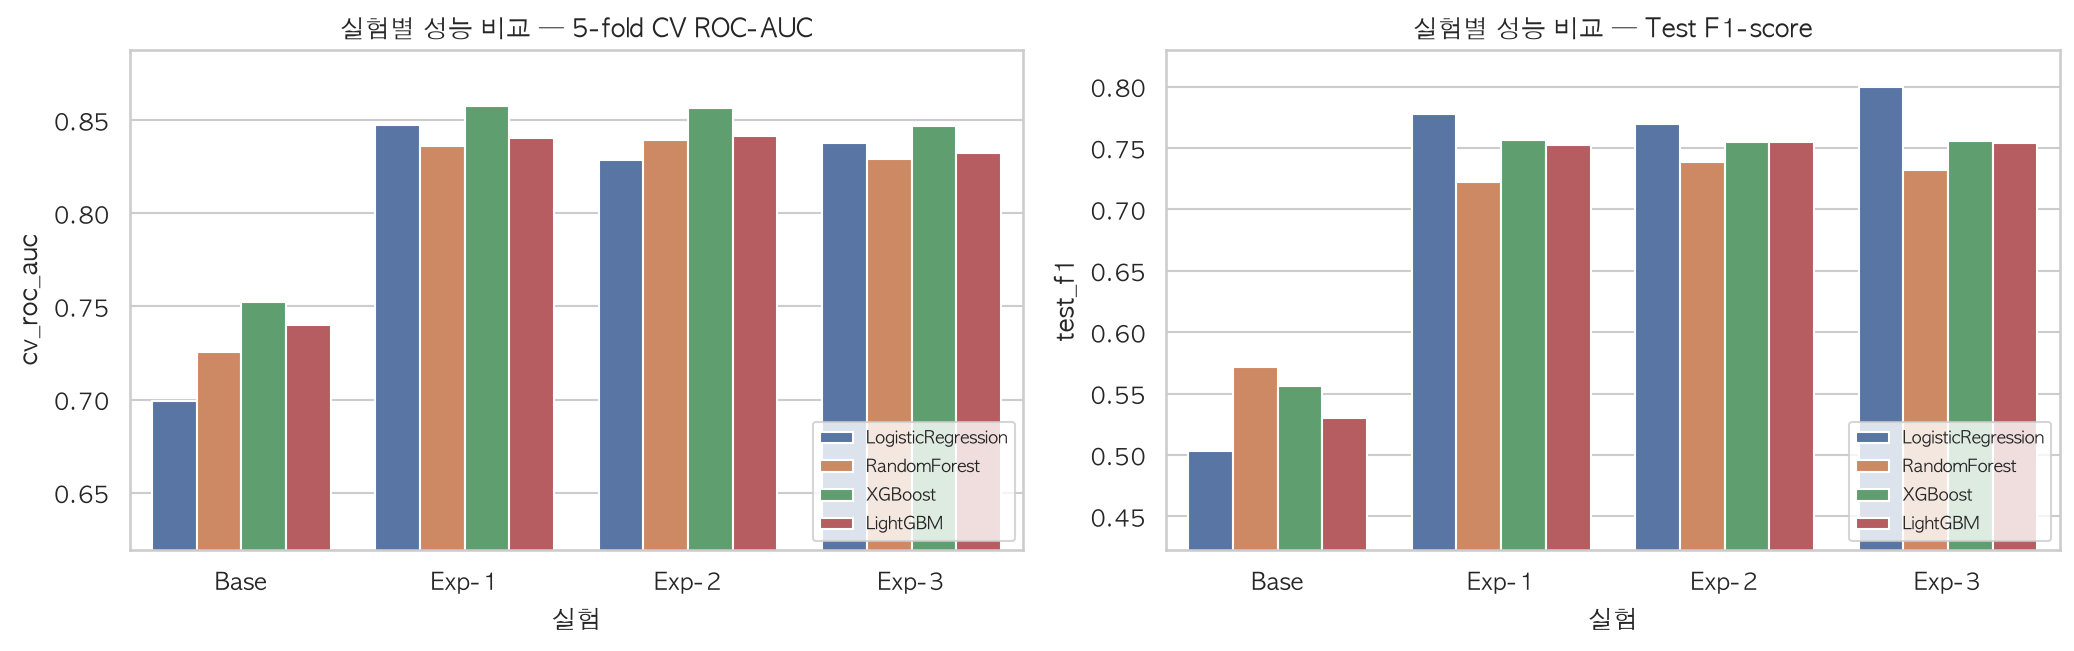 실험별 성능 비교 — 5-fold CV ROC-AUC
cv_roc_auc
0.85
0.80
0.75
0.70
0.65
LogisticRegression
RandomForest
XGBoost
LightGBM
Base
Exp-1
Exp-2
Exp-3
실험
실험별 성능 비교 — Test F1-score
test_f1
0.80
0.75
0.70
0.65
0.60
0.55
0.50
0.45
LogisticRegression
RandomForest
XGBoost
LightGBM
Base
Exp-1
Exp-2
Exp-3
실험